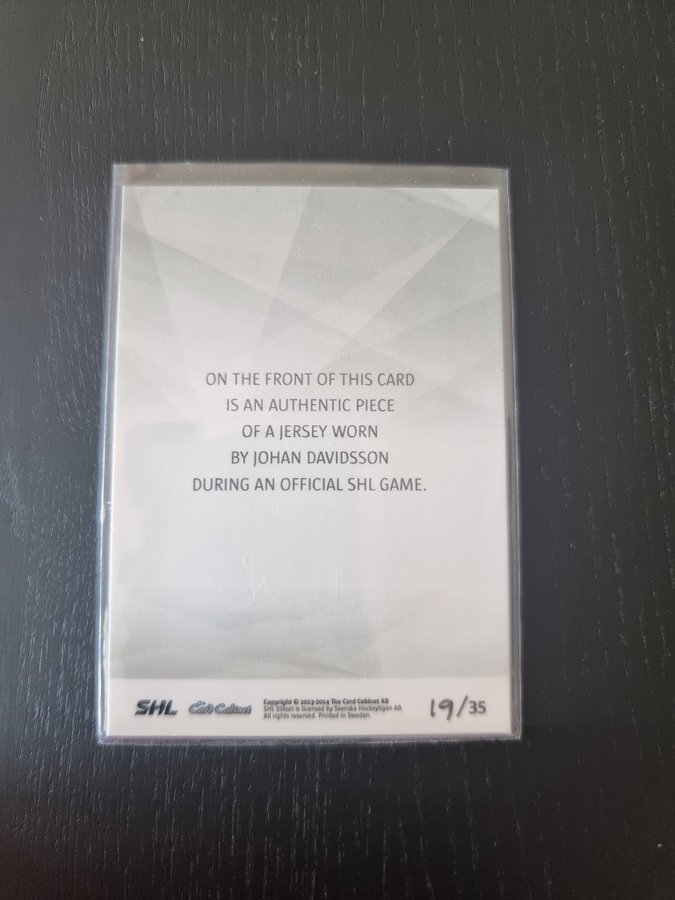 ON THE FRONT OF THIS CARD
IS AN AUTHENTIC PIECE
OF A JERSEY WORN
BY JOHAN DAVIDSSON
DURING AN OFFICIAL SHL GAME.
SHL
The Card Cabinet
Copyright © 2013-2014 The Card Cabinet AB
SHL Elitset is licensed by Svenska Hockeyligan AB.
All rights reserved. Printed in Sweden.
19/35